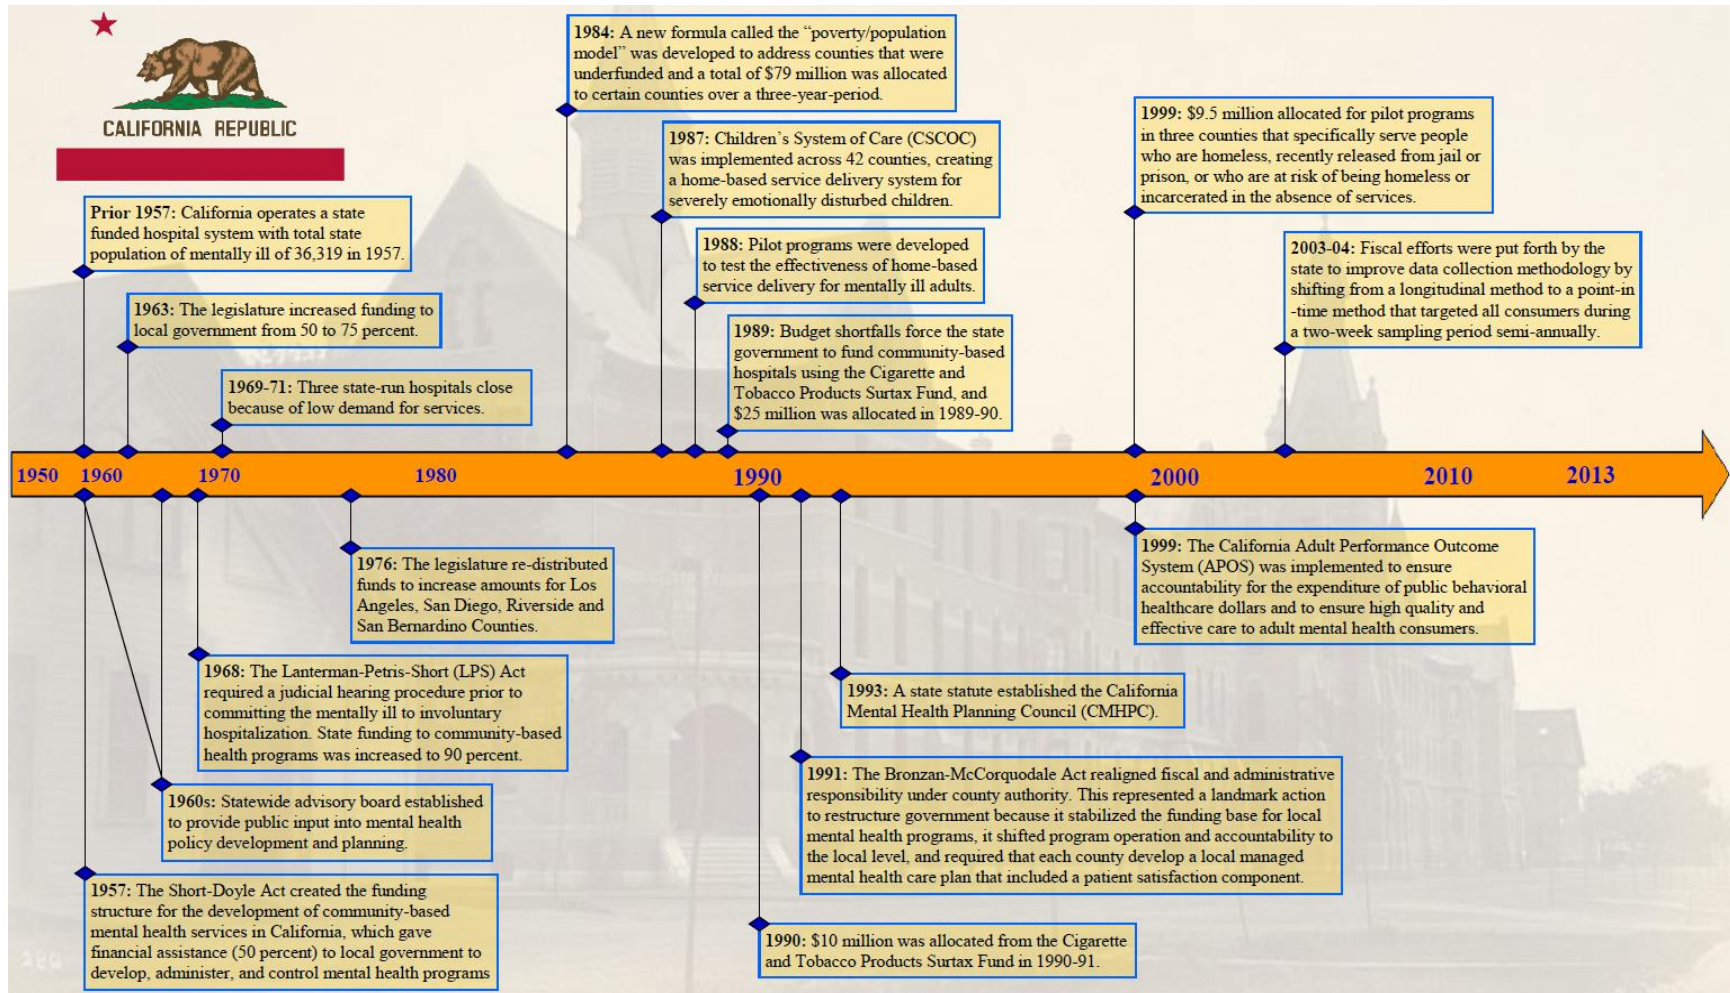 CALIFORNIA REPUBLIC
Prior 1957: California operates a state
funded hospital system with total state
population of mentally ill of 36,319 in 1957.
1963: The legislature increased funding to
local government from 50 to 75 percent.
1969-71: Three state-run hospitals close
because of low demand for services.
1984: A new formula called the “poverty/population
model” was developed to address counties that were
underfunded and a total of $79 million was allocated
to certain counties over a three-year-period.
1987: Children’s System of Care (CSCOC)
was implemented across 42 counties, creating
a home-based service delivery system for
severely emotionally disturbed children.
1988: Pilot programs were developed
to test the effectiveness of home-based
service delivery for mentally ill adults.
1989: Budget shortfalls force the state
government to fund community-based
hospitals using the Cigarette and
Tobacco Products Surtax Fund, and
$25 million was allocated in 1989-90.
1999: $9.5 million allocated for pilot programs
in three counties that specifically serve people
who are homeless, recently released from jail or
prison, or who are at risk of being homeless or
incarcerated in the absence of services.
2003-04: Fiscal efforts were put forth by the
state to improve data collection methodology by
shifting from a longitudinal method to a point-in
-time method that targeted all consumers during
a two-week sampling period semi-annually.
1950 1960 1970 1980 1990 2000 2010 2013
1976: The legislature re-distributed
funds to increase amounts for Los
Angeles, San Diego, Riverside and
San Bernardino Counties.
1968: The Lanterman-Petris-Short (LPS) Act
required a judicial hearing procedure prior to
committing the mentally ill to involuntary
hospitalization. State funding to community-based
health programs was increased to 90 percent.
1960s: Statewide advisory board established
to provide public input into mental health
policy development and planning.
1957: The Short-Doyle Act created the funding
structure for the development of community-based
mental health services in California, which gave
financial assistance (50 percent) to local government to
develop, administer, and control mental health programs
1999: The California Adult Performance Outcome
System (APOS) was implemented to ensure
accountability for the expenditure of public behavioral
healthcare dollars and to ensure high quality and
effective care to adult mental health consumers.
1993: A state statute established the California
Mental Health Planning Council (CMHPC).
1991: The Bronzan-McCorquodale Act realigned fiscal and administrative
responsibility under county authority. This represented a landmark action
to restructure government because it stabilized the funding base for local
mental health programs, it shifted program operation and accountability to
the local level, and required that each county develop a local managed
mental health care plan that included a patient satisfaction component.
1990: $10 million was allocated from the Cigarette
and Tobacco Products Surtax Fund in 1990-91.